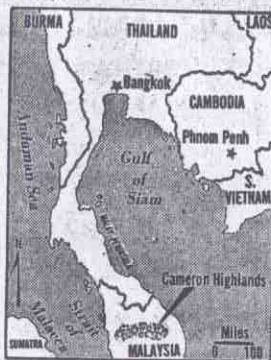 BURMA
THAILAND
LAOS
Bangkok
CAMBODIA
Phnom Penh
Andaman Sea
Gulf
of
Siam
S.
VIETNAM
N
Cameron Highlands
Strait
of
Malacca
SUMATRA
MALAYSIA
Miles
0 100